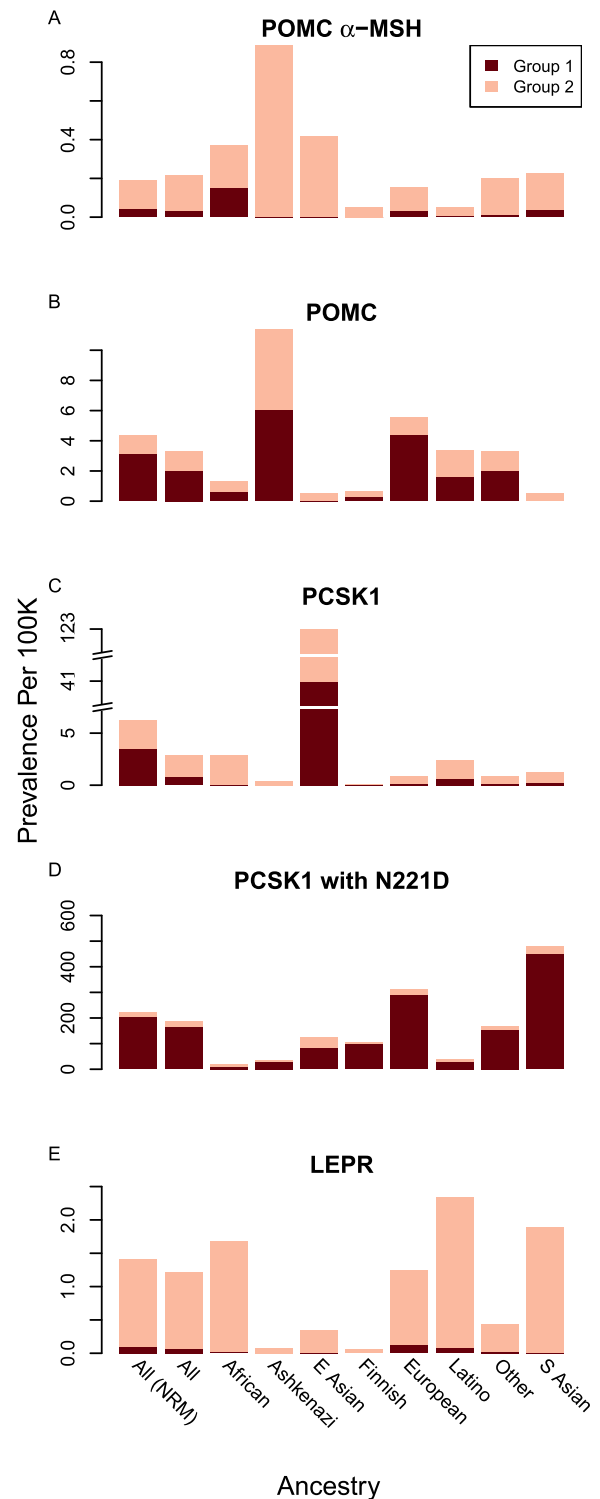 A
POMC α−MSH
Group 1
Group 2
0.8
0.4
0.0
B
POMC
8
6
4
2
0
C
PCSK1
123
41
5
0
Prevalence Per 100K
D
PCSK1 with N221D
600
400
200
0
E
LEPR
2.0
1.0
0.0
All (NRM)
All
African
Ashkenazi
E Asian
Finnish
European
Latino
Other
S Asian
Ancestry